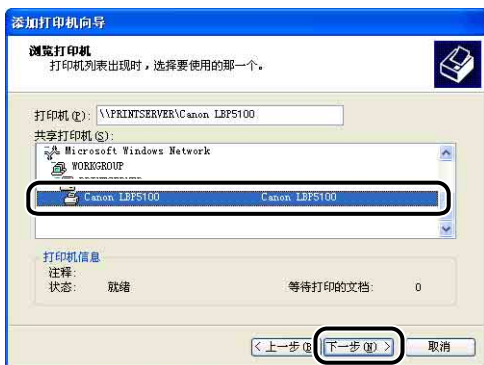 添加打印机向导
浏览打印机
打印机列表出现时，选择要使用的那一个。
打印机(P): \\PRINTSERVER\Canon LBP5100
共享打印机(S):
Microsoft Windows Network
WORKGROUP
Canon LBP5100 Canon LBP5100
打印机信息
注释:
状态: 就绪 等待打印的文档: 0
<上一步(B) 下一步(N) > 取消